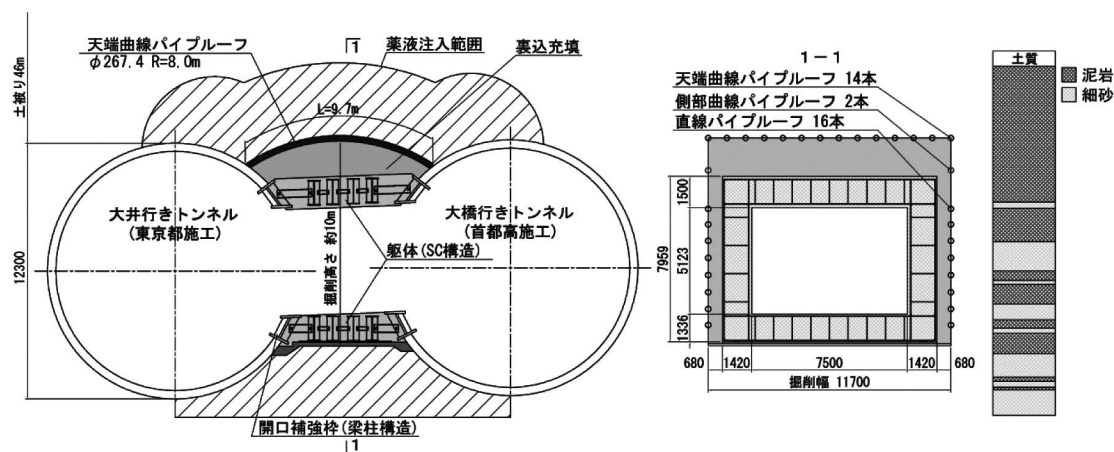 天端曲線パイプルーフ
φ267.4 R=8.0m
1
薬液注入範囲
裏込充填
土被り46m
L=9.7m
12300
大井行きトンネル
(東京都施工)
掘削高さ 約10m
大橋行きトンネル
(首都高施工)
躯体(SC構造)
開口補強枠(梁柱構造)
1
1-1
天端曲線パイプルーフ 14本
側部曲線パイプルーフ 2本
直線パイプルーフ 16本
1500
7959
5123
1336
680
1420
7500
1420
680
掘削幅 11700
土質
泥岩
細砂